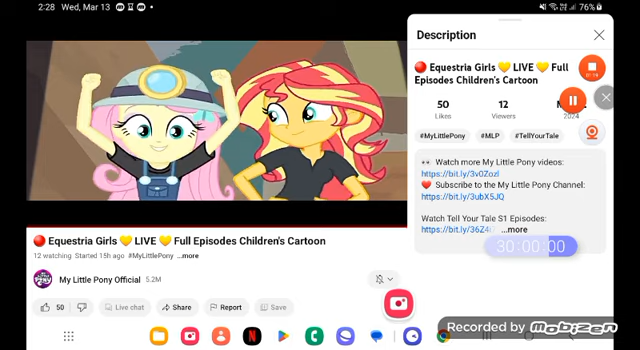 2:28 Wed, Mar 13
76%
Equestria Girls LIVE Full Episodes Children's Cartoon
12 watching Started 15h ago #MyLittlePony ...more
My Little Pony Official 5.2M
50 Live chat Share Report Save
Description
Equestria Girls LIVE Full
Episodes Children's Cartoon
50 12
Likes Viewers 2024
#MyLittlePony #MLP #TellYourTale
Watch more My Little Pony videos:
https://bit.ly/3v0Zozl
Subscribe to the My Little Pony Channel:
https://bit.ly/3ubX5JQ
Watch Tell Your Tale S1 Episodes:
https://bit.ly/36Z4 ...more
30:00:00
Recorded by Mobizen